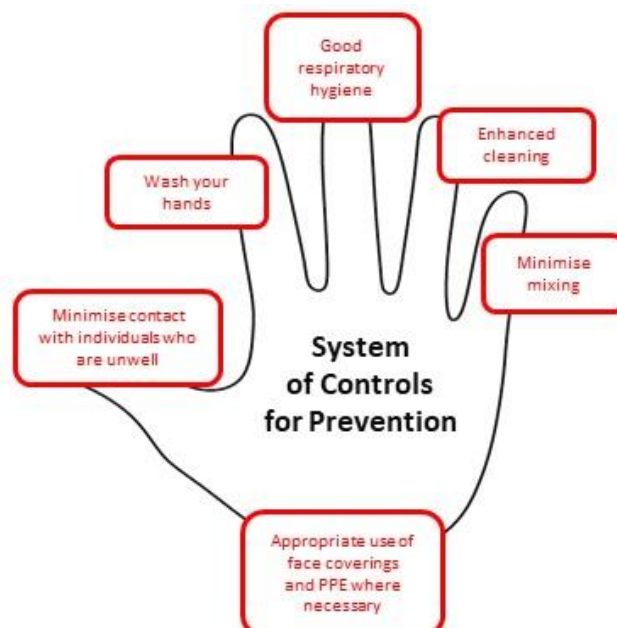 Good
respiratory
hygiene
Enhanced
cleaning
Wash your
hands
Minimise
mixing
Minimise contact
with individuals who
are unwell
System
of Controls
for Prevention
Appropriate use of
face coverings
and PPE where
necessary